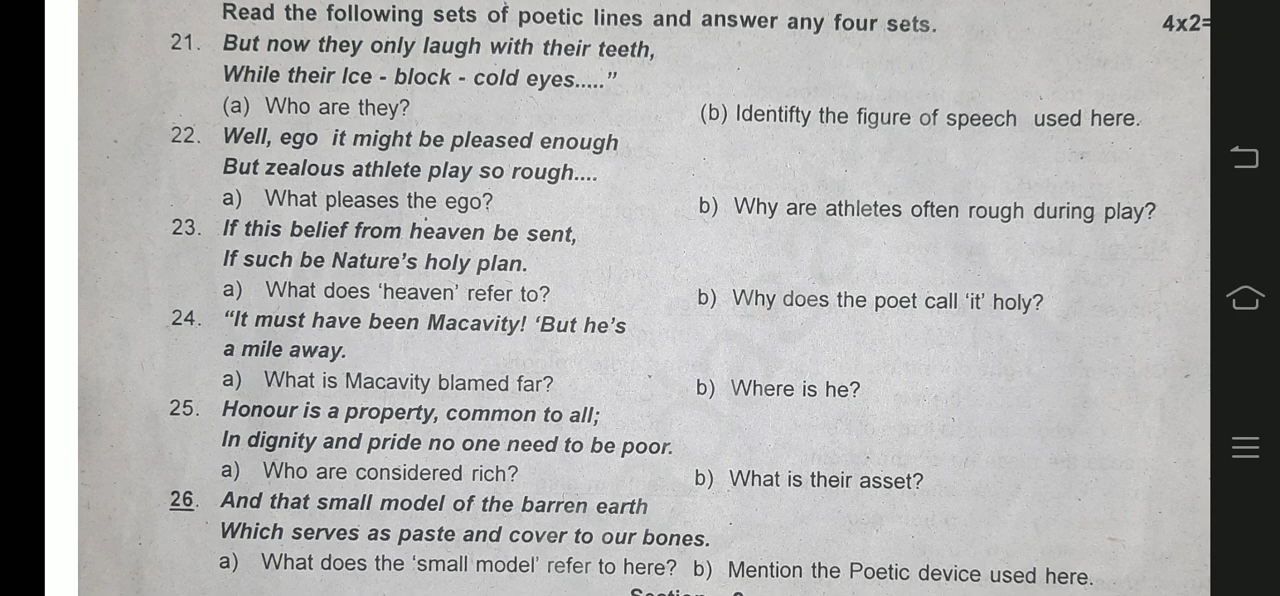 Read the following sets of poetic lines and answer any four sets. 4x2=
21. But now they only laugh with their teeth,
While their Ice - block - cold eyes....."
(a) Who are they? (b) Identifty the figure of speech used here.
22. Well, ego it might be pleased enough
But zealous athlete play so rough....
a) What pleases the ego? b) Why are athletes often rough during play?
23. If this belief from heaven be sent,
If such be Nature's holy plan.
a) What does 'heaven' refer to? b) Why does the poet call 'it' holy?
24. "It must have been Macavity! 'But he's
a mile away.
a) What is Macavity blamed far? b) Where is he?
25. Honour is a property, common to all;
In dignity and pride no one need to be poor.
a) Who are considered rich? b) What is their asset?
26. And that small model of the barren earth
Which serves as paste and cover to our bones.
a) What does the 'small model' refer to here? b) Mention the Poetic device used here.